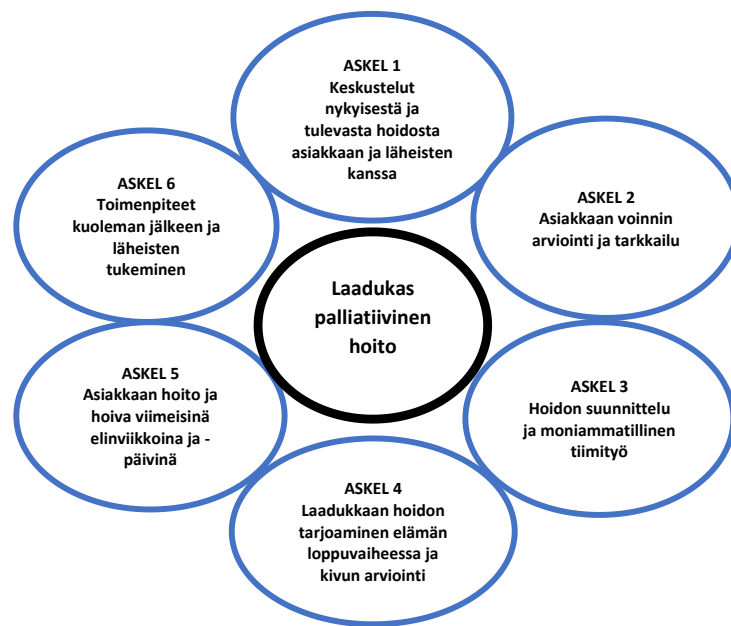 ASKEL 1
Keskustelut
nykyisestä ja
tulevasta hoidosta
asiakkaan ja läheisten
kanssa
ASKEL 2
Asiakkaan voinnin
arviointi ja tarkkailu
ASKEL 3
Hoidon suunnittelu
ja moniammatillinen
tiimityö
ASKEL 4
Laadukkaan hoidon
tarjoaminen elämän
loppuvaiheessa ja
kivun arviointi
ASKEL 5
Asiakkaan hoito ja
hoiva viimeisinä
elinviikkoina ja -
päivinä
ASKEL 6
Toimenpiteet
kuoleman jälkeen ja
läheisten
tukeminen
Laadukas
palliatiivinen
hoito